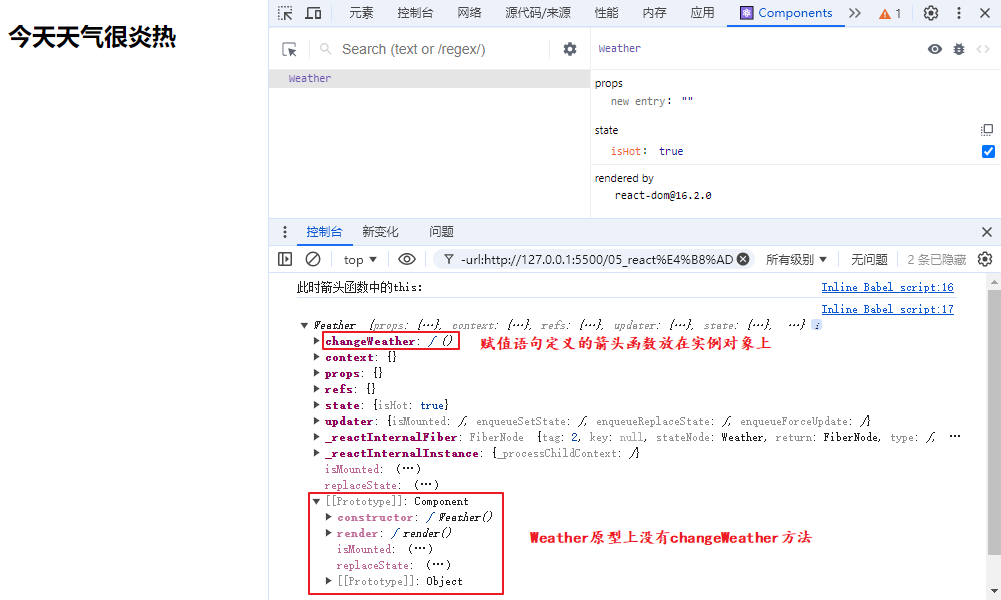 今天天气很炎热
元素 控制台 网络 源代码/来源 性能 内存 应用 Components 1
Search (text or /regex/)
Weather
Weather
props
new entry: ""
state
isHot: true
rendered by
react-dom@16.2.0
控制台 新变化 问题
top -url:http://127.0.0.1:5500/05_react%E4%B8%AD 所有级别 无问题 2 条已隐藏
此时箭头函数中的this: Inline Babel script:16
Inline Babel script:17
Weather {props: {…}, context: {…}, refs: {…}, updater: {…}, state: {…}, …} i
changeWeather: ƒ () 赋值语句定义的箭头函数放在实例对象上
context: {}
props: {}
refs: {}
state: {isHot: true}
updater: {isMounted: ƒ, enqueueSetState: ƒ, enqueueReplaceState: ƒ, enqueueForceUpdate: ƒ}
_reactInternalFiber: FiberNode {tag: 2, key: null, stateNode: Weather, return: FiberNode, type: ƒ, …
_reactInternalInstance: {_processChildContext: ƒ}
isMounted: (…)
replaceState: (…)
[[Prototype]]: Component
constructor: ƒ Weather()
render: ƒ render() Weather原型上没有changeWeather方法
isMounted: (…)
replaceState: (…)
[[Prototype]]: Object